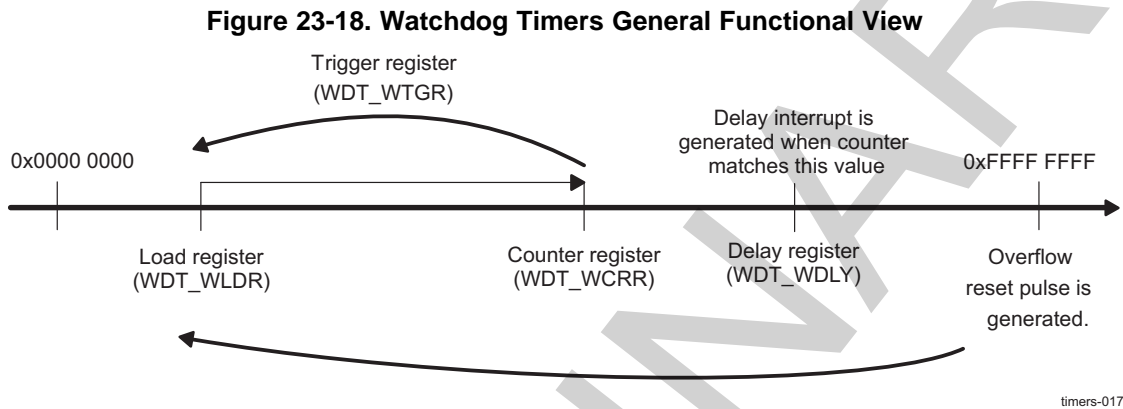 Figure 23-18. Watchdog Timers General Functional View
Trigger register
(WDT_WTGR)
Delay interrupt is
generated when counter
matches this value
0x0000 0000
0xFFFF FFFF
Load register
(WDT_WLDR)
Counter register
(WDT_WCRR)
Delay register
(WDT_WDLY)
Overflow
reset pulse is
generated.
timers-017